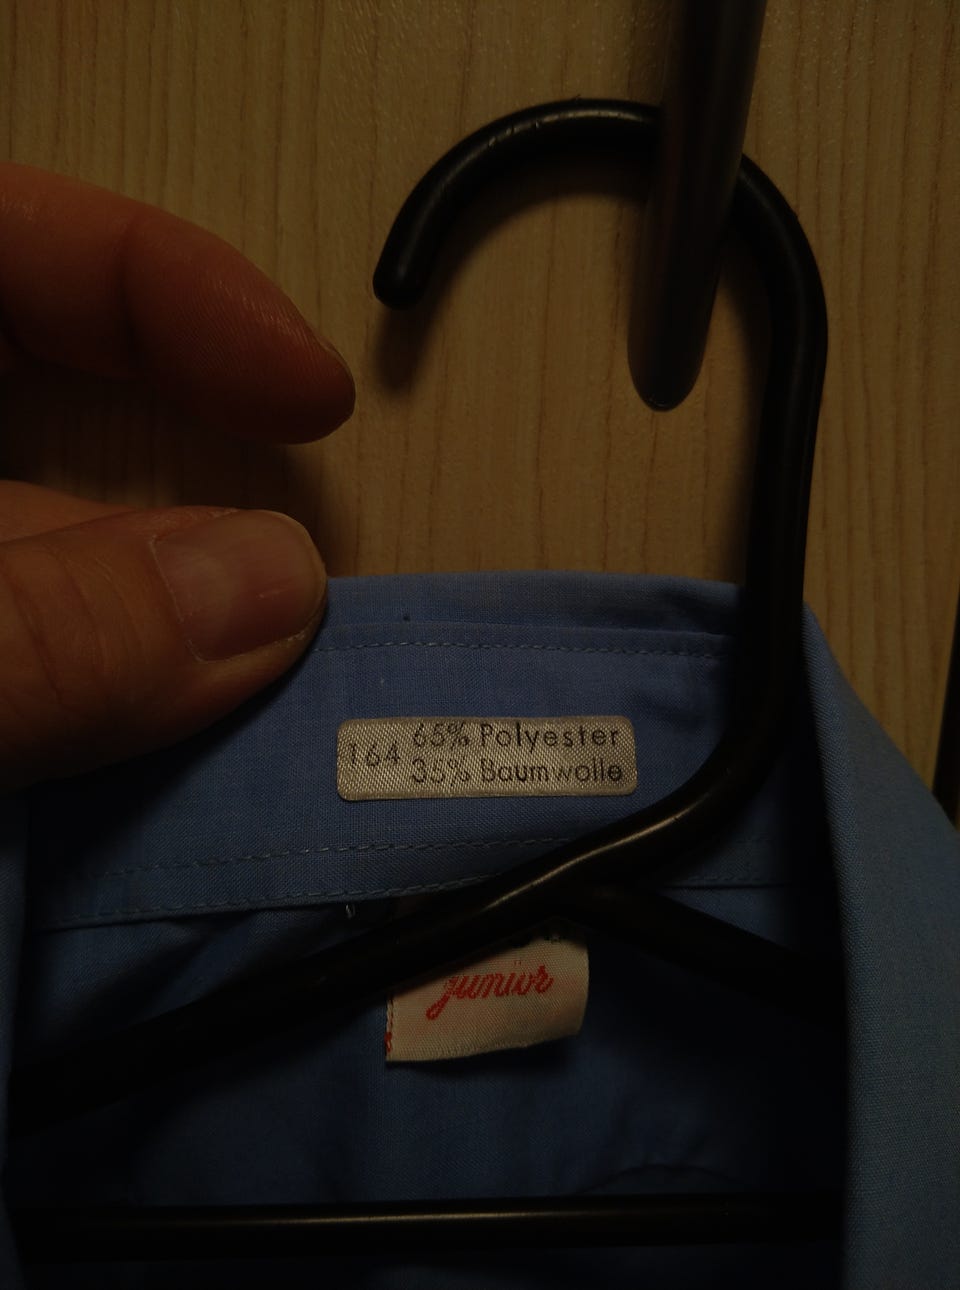 164
65% Polyester
35% Baumwolle
junior